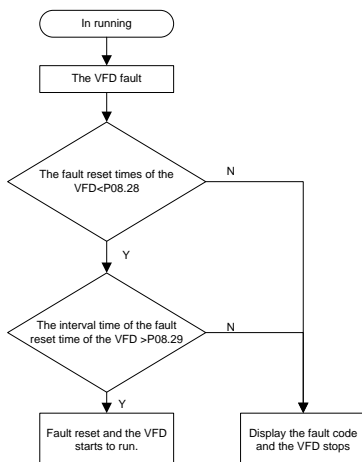 In running
The VFD fault
The fault reset times of the
VFD<P08.28
N
Y
The interval time of the fault
reset time of the VFD >P08.29
N
Y
Fault reset and the VFD
starts to run.
Display the fault code
and the VFD stops